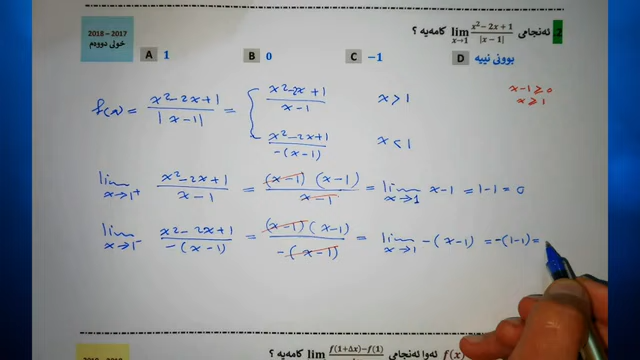 2. ئەنجامی lim x→1 (x²−2x+1)/|x−1| کامەیە ؟
2018 – 2017
خولی دووەم
A 1 B 0 C −1 D بوونی نییە
f(x) = (x²−2x+1)/|x−1| = { (x²−2x+1)/(x−1) x > 1
(x²−2x+1)/−(x−1) x < 1
x−1 ≥ 0
x ≥ 1
lim x→1⁺ (x²−2x+1)/(x−1) = (x−1)(x−1)/(x−1) = lim x→1 x−1 = 1−1 = 0
lim x→1⁻ (x²−2x+1)/−(x−1) = (x−1)(x−1)/−(x−1) = lim x→1 −(x−1) = −(1−1) =
ئەوا lim (f(1+Δx)−f(1)) کامەیە ؟
f(x)